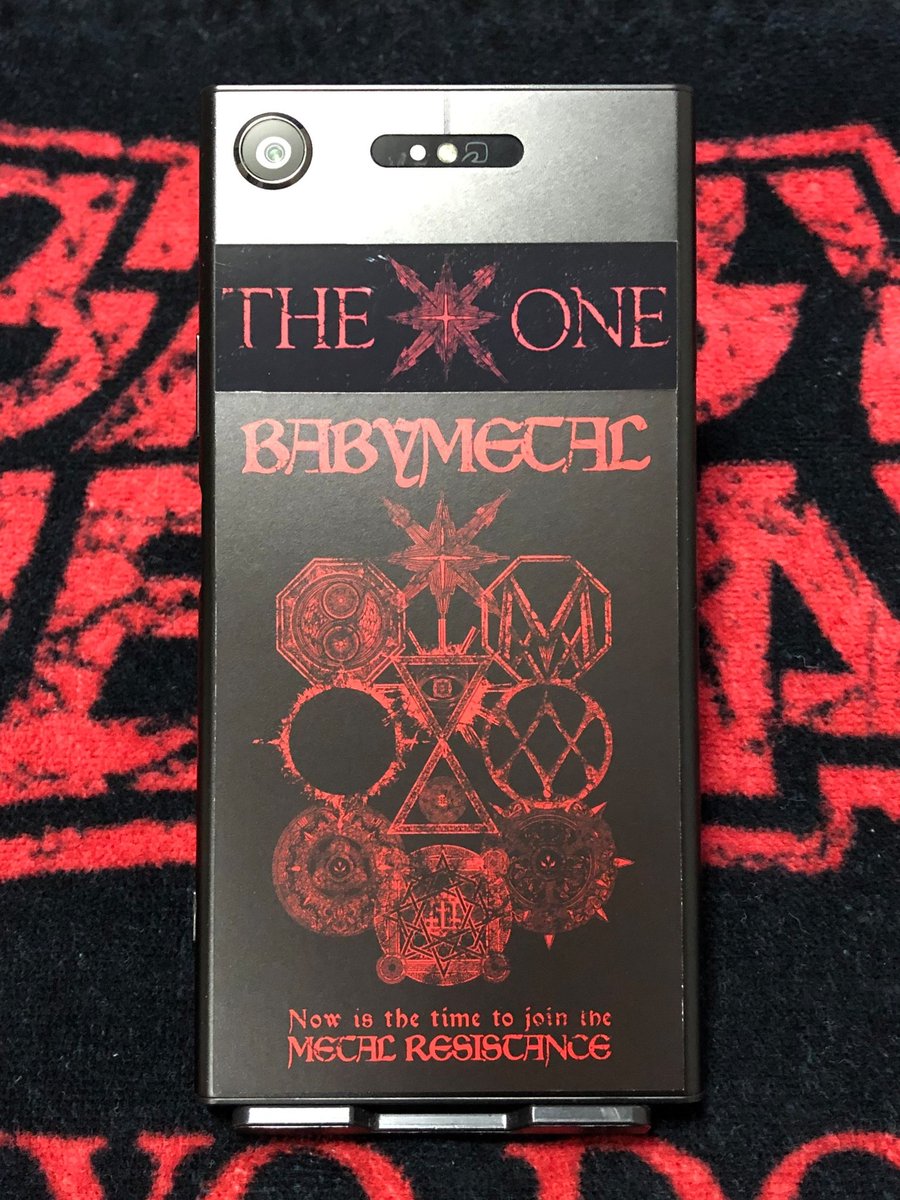 THE ONE
BABYMETAL
Now is the time to join the
METAL RESISTANCE